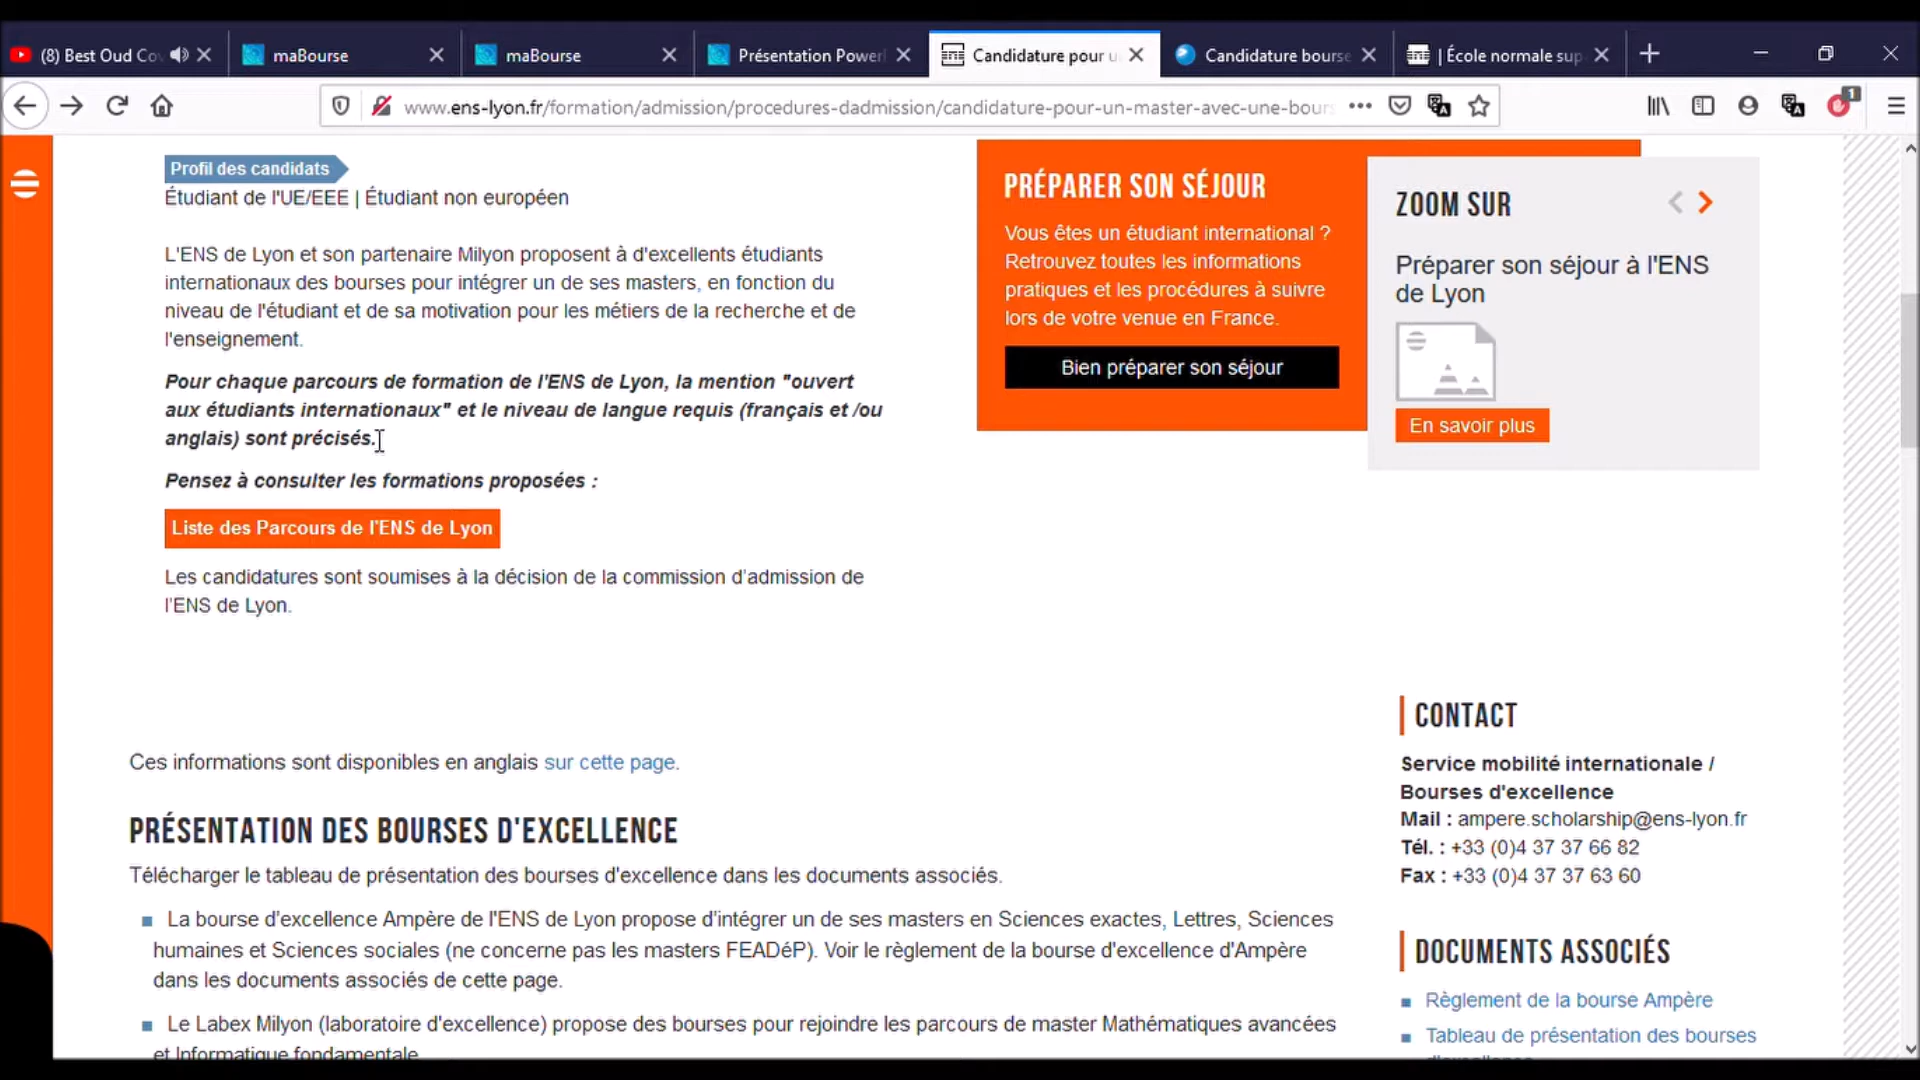 (8) Best Oud Co
maBourse
maBourse
Présentation Power
Candidature pour u
Candidature bourse
| École normale sup
www.ens-lyon.fr/formation/admission/procedures-dadmission/candidature-pour-un-master-avec-une-bours
1
Profil des candidats
Étudiant de l'UE/EEE | Étudiant non européen
L'ENS de Lyon et son partenaire Milyon proposent à d'excellents étudiants
internationaux des bourses pour intégrer un de ses masters, en fonction du
niveau de l'étudiant et de sa motivation pour les métiers de la recherche et de
l'enseignement.
Pour chaque parcours de formation de l'ENS de Lyon, la mention "ouvert
aux étudiants internationaux" et le niveau de langue requis (français et /ou
anglais) sont précisés.
Pensez à consulter les formations proposées :
Liste des Parcours de l'ENS de Lyon
Les candidatures sont soumises à la décision de la commission d'admission de
l'ENS de Lyon.
PRÉPARER SON SÉJOUR
Vous êtes un étudiant international ?
Retrouvez toutes les informations
pratiques et les procédures à suivre
lors de votre venue en France.
Bien préparer son séjour
ZOOM SUR
Préparer son séjour à l'ENS
de Lyon
En savoir plus
Ces informations sont disponibles en anglais sur cette page.
PRÉSENTATION DES BOURSES D'EXCELLENCE
Télécharger le tableau de présentation des bourses d'excellence dans les documents associés.
La bourse d'excellence Ampère de l'ENS de Lyon propose d'intégrer un de ses masters en Sciences exactes, Lettres, Sciences
humaines et Sciences sociales (ne concerne pas les masters FEADéP). Voir le règlement de la bourse d'excellence d'Ampère
dans les documents associés de cette page.
Le Labex Milyon (laboratoire d'excellence) propose des bourses pour rejoindre les parcours de master Mathématiques avancées
et Informatique fondamentale
CONTACT
Service mobilité internationale /
Bourses d'excellence
Mail : ampere.scholarship@ens-lyon.fr
Tél. : +33 (0)4 37 37 66 82
Fax : +33 (0)4 37 37 63 60
DOCUMENTS ASSOCIÉS
Règlement de la bourse Ampère
Tableau de présentation des bourses
d'excellence